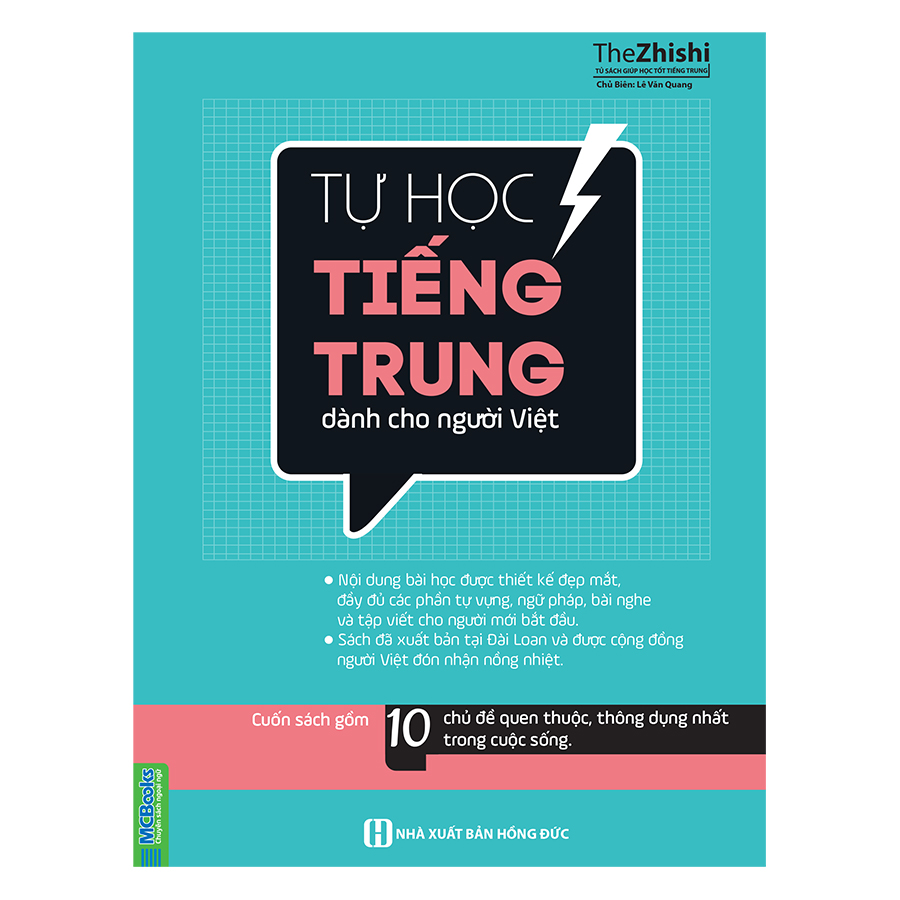 TheZhishi
TỦ SÁCH GIÚP HỌC TỐT TIẾNG TRUNG
Chủ Biên: Lê Văn Quang
TỰ HỌC
TIẾNG
TRUNG
dành cho người Việt
• Nội dung bài học được thiết kế đẹp mắt,
đầy đủ các phần tự vựng, ngữ pháp, bài nghe
và tập viết cho người mới bắt đầu.
• Sách đã xuất bản tại Đài Loan và được cộng đồng
người Việt đón nhận nồng nhiệt.
Cuốn sách gồm 10 chủ đề quen thuộc, thông dụng nhất
trong cuộc sống.
MCBooks
Chuyên sách ngoại ngữ
NHÀ XUẤT BẢN HỒNG ĐỨC